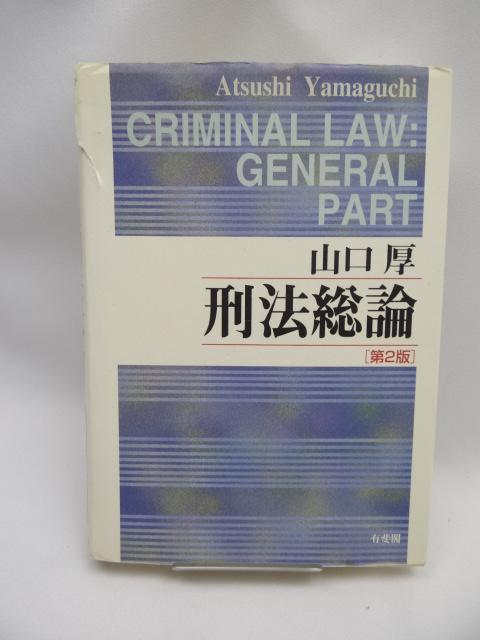 Atsushi Yamaguchi
CRIMINAL LAW:
GENERAL
PART
山口 厚
刑法総論
[第2版]
有斐閣